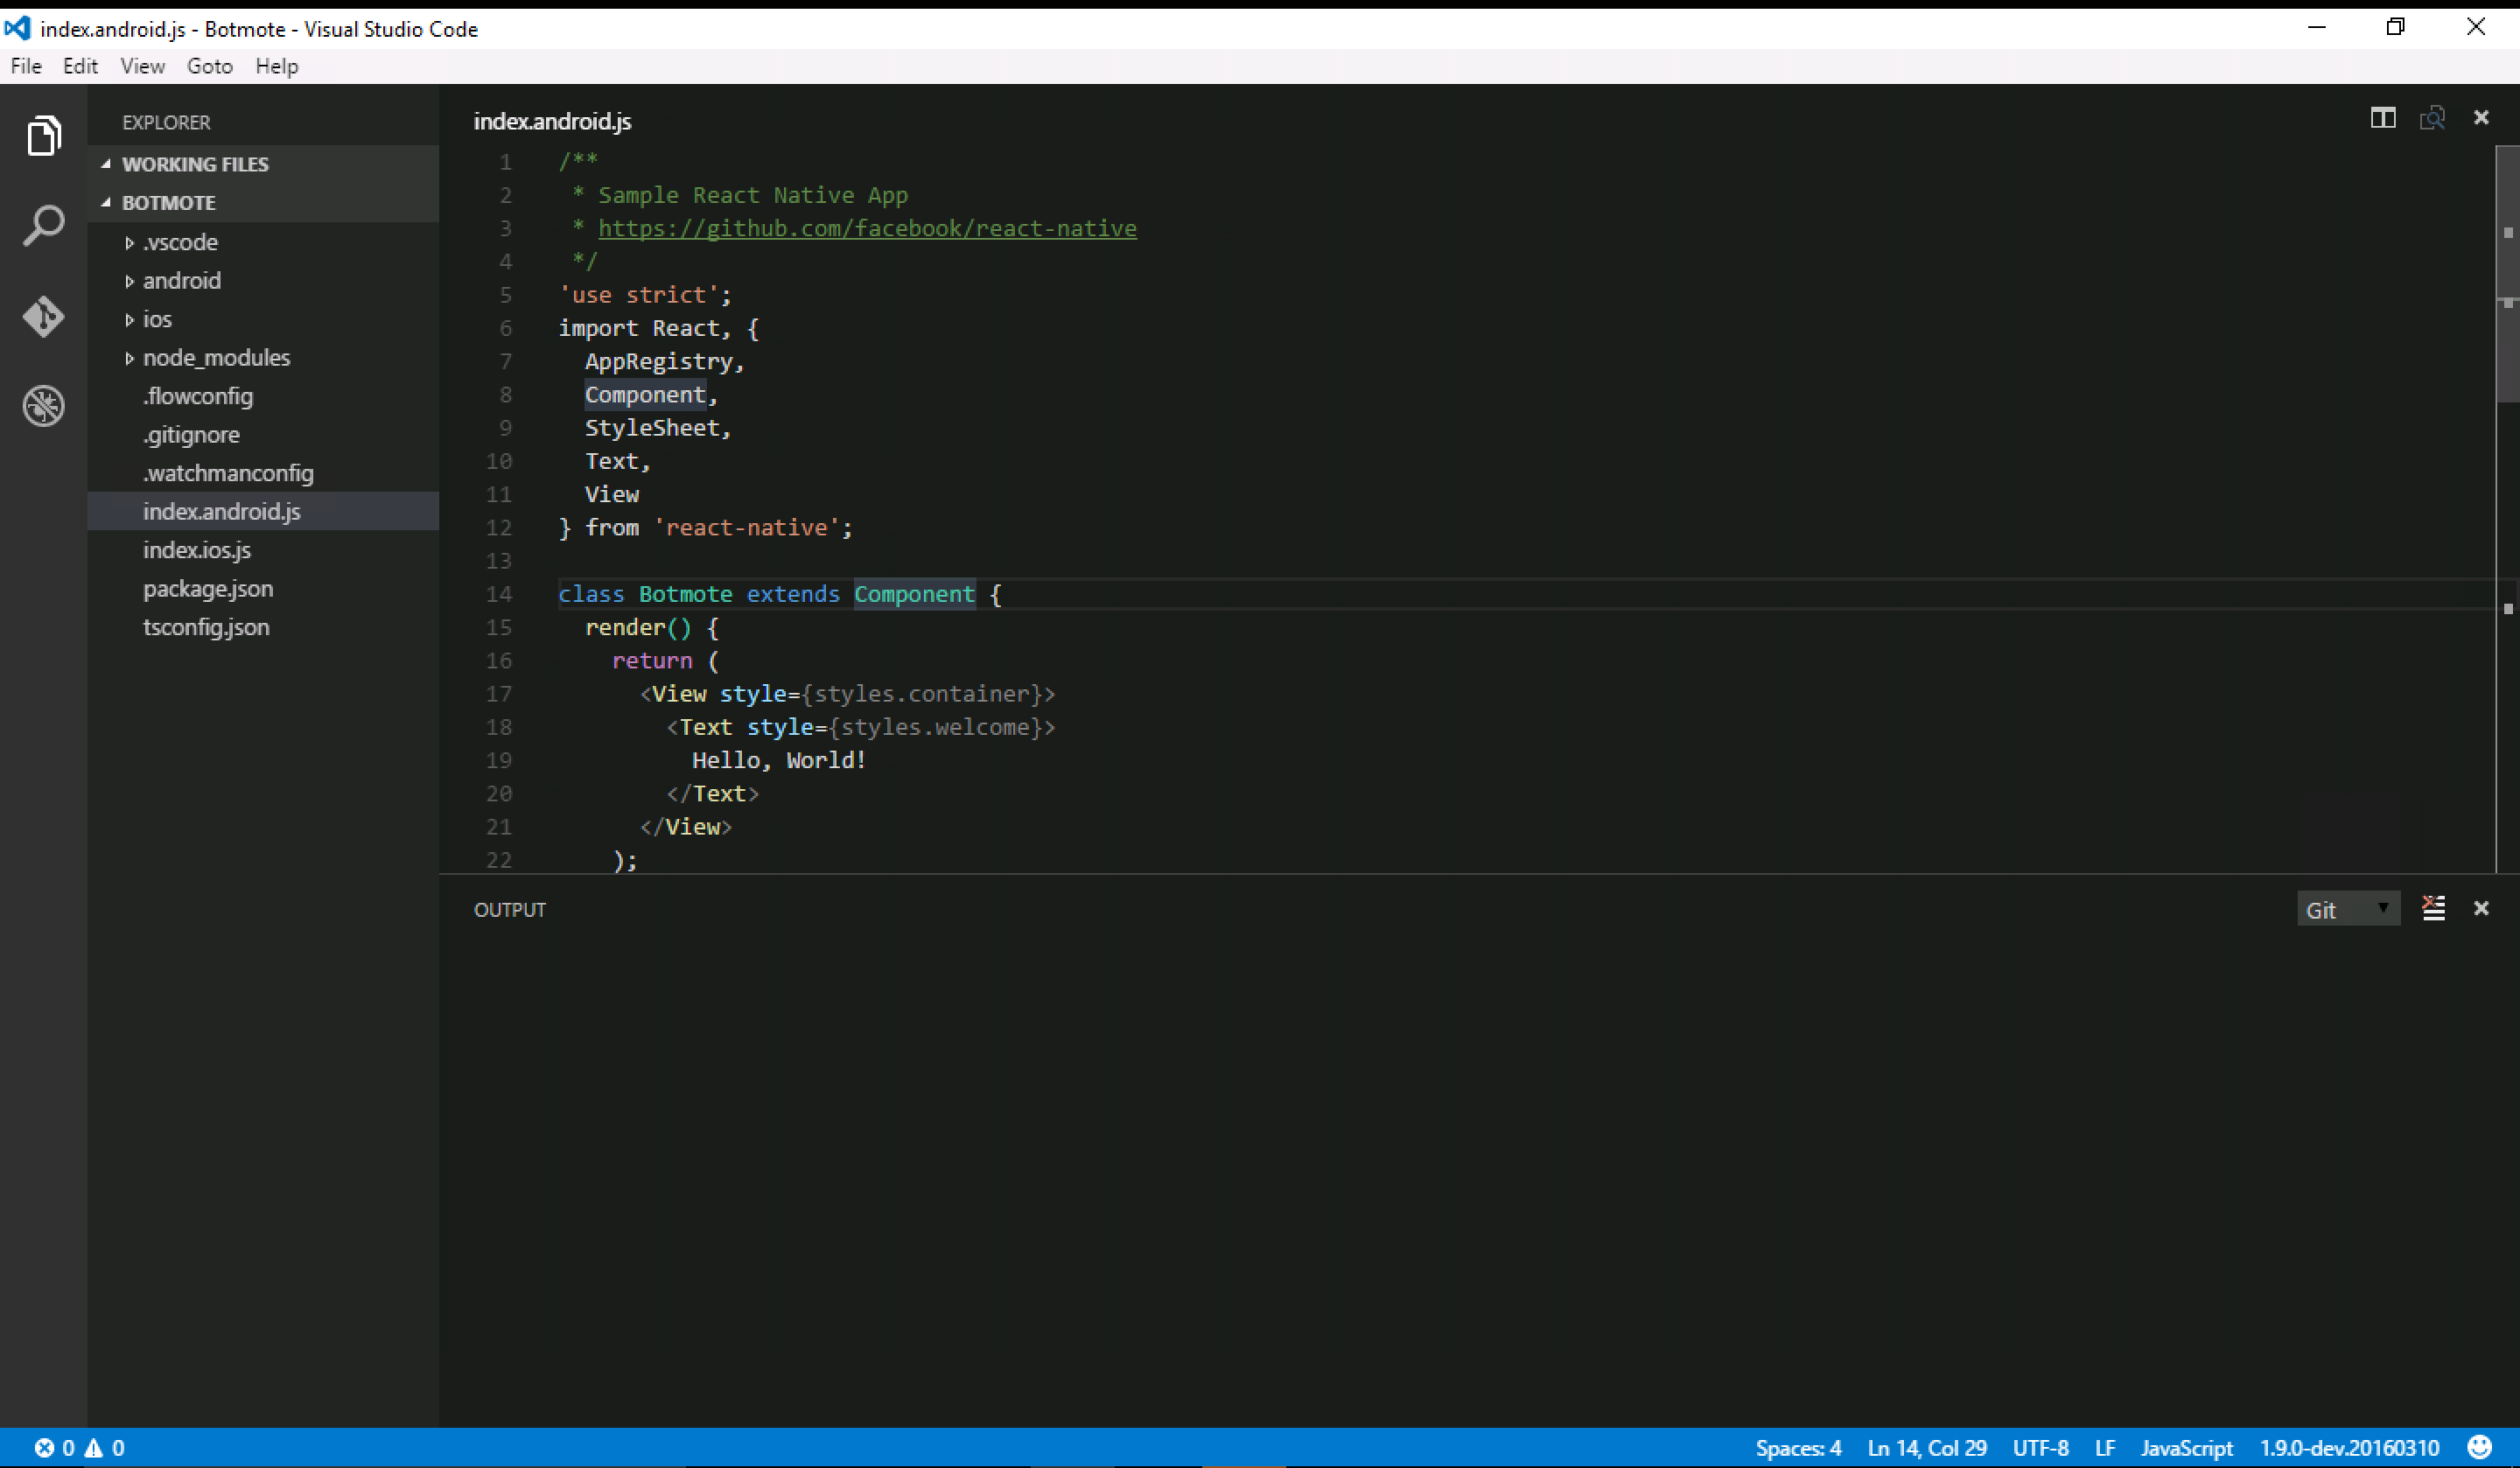 index.android.js - Botmote - Visual Studio Code
File Edit View Goto Help
EXPLORER
WORKING FILES
BOTMOTE
.vscode
android
ios
node_modules
.flowconfig
.gitignore
.watchmanconfig
index.android.js
index.ios.js
package.json
tsconfig.json
index.android.js
1 /**
2  * Sample React Native App
3  * https://github.com/facebook/react-native
4  */
5 'use strict';
6 import React, {
7   AppRegistry,
8   Component,
9   StyleSheet,
10   Text,
11   View
12 } from 'react-native';
13
14 class Botmote extends Component {
15   render() {
16     return (
17       <View style={styles.container}>
18         <Text style={styles.welcome}>
19           Hello, World!
20         </Text>
21       </View>
22     );
OUTPUT
Git
0 0
Spaces: 4 Ln 14, Col 29 UTF-8 LF JavaScript 1.9.0-dev.20160310